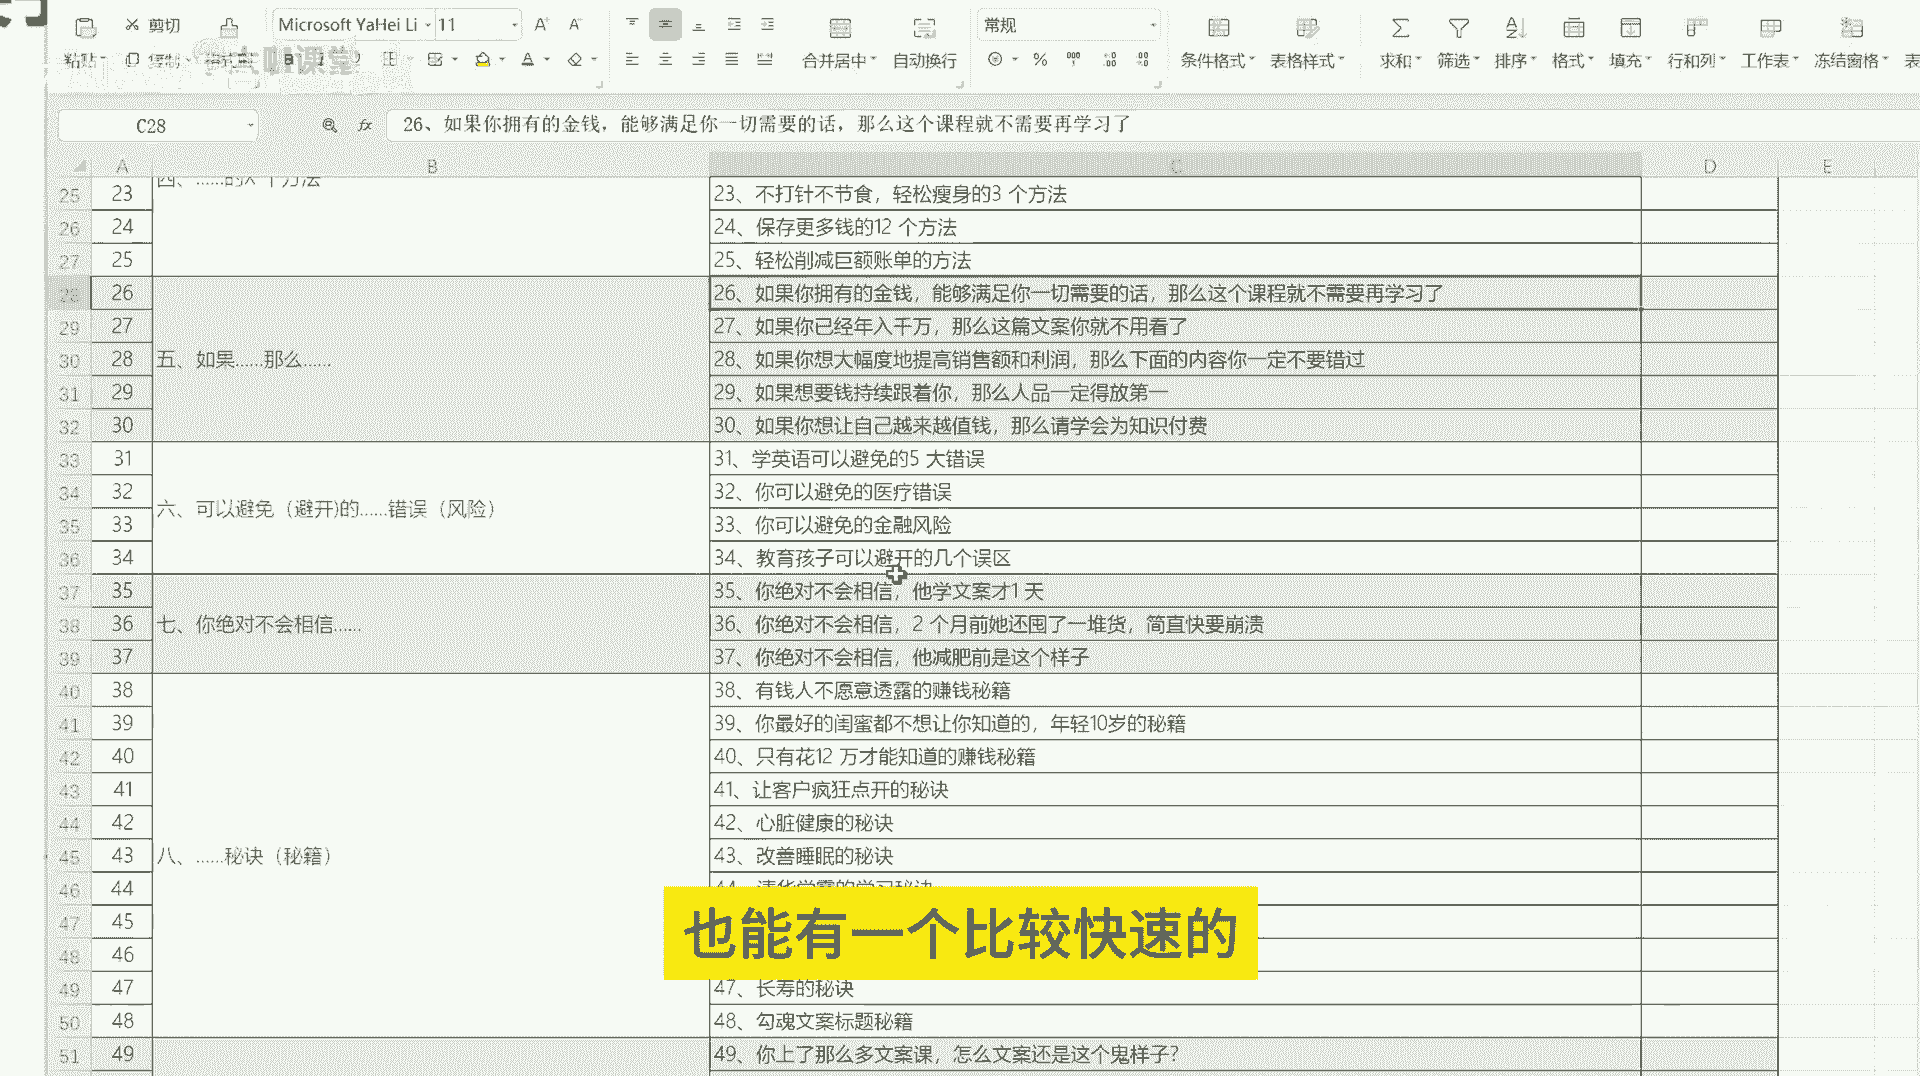 剪切 Microsoft YaHei Li 11 A⁺ A⁻ 常规
粘贴 复制 合并居中 自动换行 % 条件格式 表格样式 求和 筛选 排序 格式 填充 行和列 工作表 冻结窗格 表
C28 fx 26、如果你拥有的金钱，能够满足你一切需要的话，那么这个课程就不需要再学习了
A B C D E
25 23 23、不打针不节食，轻松瘦身的3 个方法
26 24 24、保存更多钱的12 个方法
27 25 25、轻松削减巨额账单的方法
28 26 26、如果你拥有的金钱，能够满足你一切需要的话，那么这个课程就不需要再学习了
29 27 27、如果你已经年入千万，那么这篇文案你就不用看了
30 28 五、如果......那么...... 28、如果你想大幅度地提高销售额和利润，那么下面的内容你一定不要错过
31 29 29、如果想要钱持续跟着你，那么人品一定得放第一
32 30 30、如果你想让自己越来越值钱，那么请学会为知识付费
33 31 31、学英语可以避免的5 大错误
34 32 32、你可以避免的医疗错误
六、可以避免（避开)的......错误（风险）
35 33 33、你可以避免的金融风险
36 34 34、教育孩子可以避开的几个误区
37 35 35、你绝对不会相信，他学文案才1 天
38 36 七、你绝对不会相信...... 36、你绝对不会相信，2 个月前她还囤了一堆货，简直快要崩溃
39 37 37、你绝对不会相信，他减肥前是这个样子
40 38 38、有钱人不愿意透露的赚钱秘籍
41 39 39、你最好的闺蜜都不想让你知道的，年轻10岁的秘籍
42 40 40、只有花12 万才能知道的赚钱秘籍
43 41 41、让客户疯狂点开的秘诀
44 42 42、心脏健康的秘诀
45 43 八、......秘诀（秘籍） 43、改善睡眠的秘诀
46 44
47 45
48 46
49 47 47、长寿的秘诀
50 48 48、勾魂文案标题秘籍
51 49 49、你上了那么多文案课，怎么文案还是这个鬼样子?
也能有一个比较快速的